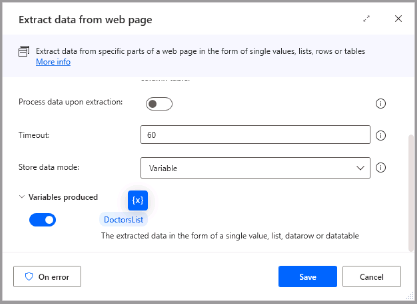 Extract data from web page
Extract data from specific parts of a web page in the form of single values, lists, rows or tables
More info
Process data upon extraction:
Timeout:
60
Store data mode:
Variable
Variables produced
{x}
DoctorsList
The extracted data in the form of a single value, list, datarow or datatable
On error
Save
Cancel